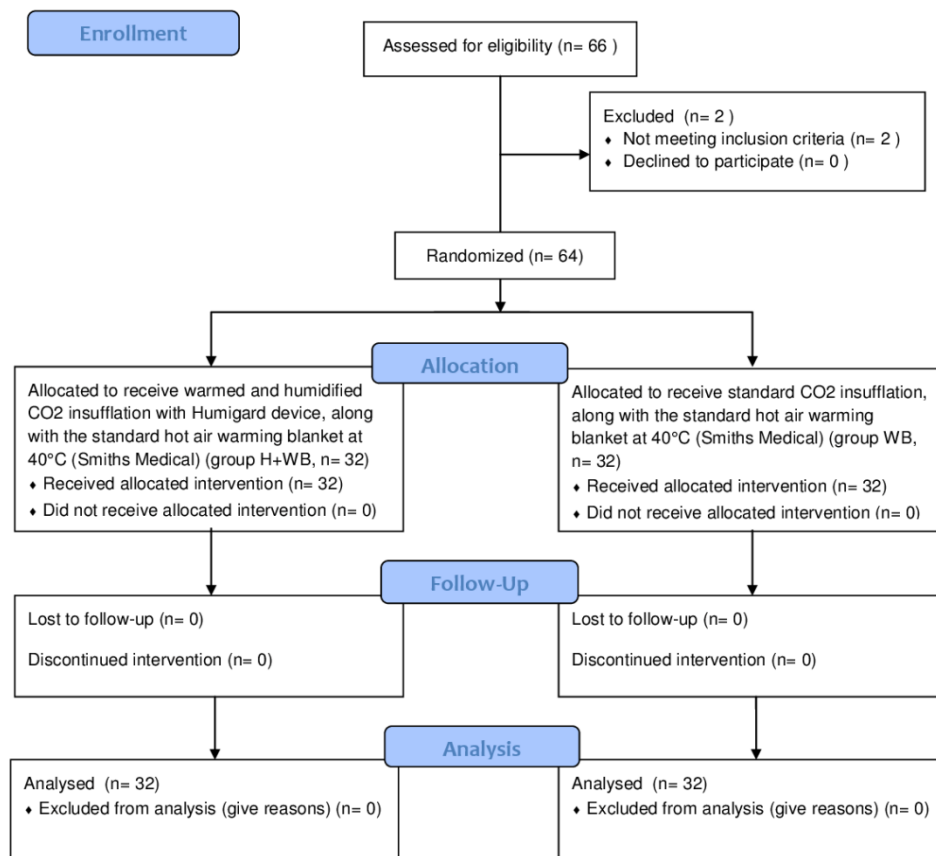 Enrollment
Assessed for eligibility (n= 66 )
Excluded (n= 2 )
♦ Not meeting inclusion criteria (n= 2 )
♦ Declined to participate (n= 0 )
Randomized (n= 64)
Allocation
Allocated to receive warmed and humidified
CO2 insufflation with Humigard device, along
with the standard hot air warming blanket at
40°C (Smiths Medical) (group H+WB, n= 32)
♦ Received allocated intervention (n= 32)
♦ Did not receive allocated intervention (n= 0)
Allocated to receive standard CO2 insufflation,
along with the standard hot air warming
blanket at 40°C (Smiths Medical) (group WB,
n= 32)
♦ Received allocated intervention (n= 32)
♦ Did not receive allocated intervention (n= 0)
Follow-Up
Lost to follow-up (n= 0)
Discontinued intervention (n= 0)
Lost to follow-up (n= 0)
Discontinued intervention (n= 0)
Analysis
Analysed (n= 32)
♦ Excluded from analysis (give reasons) (n= 0)
Analysed (n= 32)
♦ Excluded from analysis (give reasons) (n= 0)